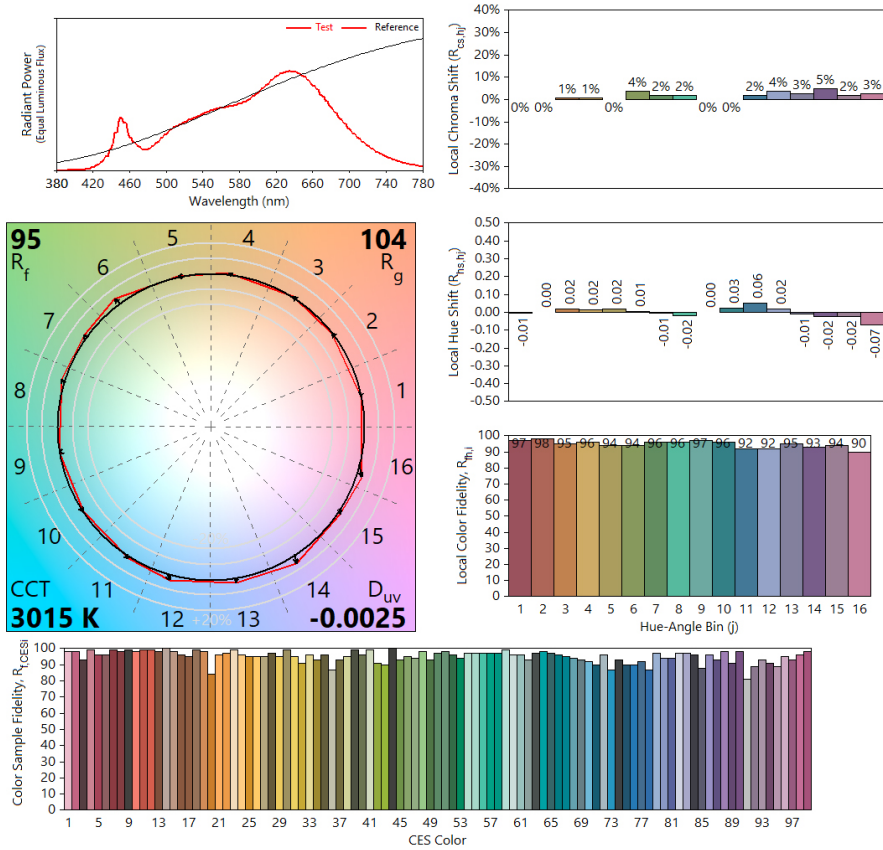 Test Reference
Radiant Power
(Equal Luminous Flux)
380 420 460 500 540 580 620 660 700 740 780
Wavelength (nm)
Local Chroma Shift (Rcs,hj)
40%
30%
20%
10%
0%
-10%
-20%
-30%
-40%
0% 0% 1% 1% 0% 4% 2% 2% 0% 0% 2% 4% 3% 5% 2% 3%
95
Rf
104
Rg
5 4
6 3
7 2
8 1
9 16
10 15
11 14
12 +20% 13
CCT
3015 K
Duv
-0.0025
Local Hue Shift (Rhs,hj)
0.50
0.40
0.30
0.20
0.10
0.00
-0.10
-0.20
-0.30
-0.40
-0.50
-0.01 0.00 0.02 0.02 0.02 0.01 -0.01 -0.02 0.00 0.03 0.06 0.02 -0.01 -0.02 -0.02 -0.07
Local Color Fidelity, Rfh,i
100
90
80
70
60
50
40
30
20
10
0
97 98 95 96 94 94 96 96 97 96 92 92 95 93 94 90
1 2 3 4 5 6 7 8 9 10 11 12 13 14 15 16
Hue-Angle Bin (j)
Color Sample Fidelity, Rf,CESi
100
90
80
70
60
50
40
30
20
10
0
1 5 9 13 17 21 25 29 33 37 41 45 49 53 57 61 65 69 73 77 81 85 89 93 97
CES Color